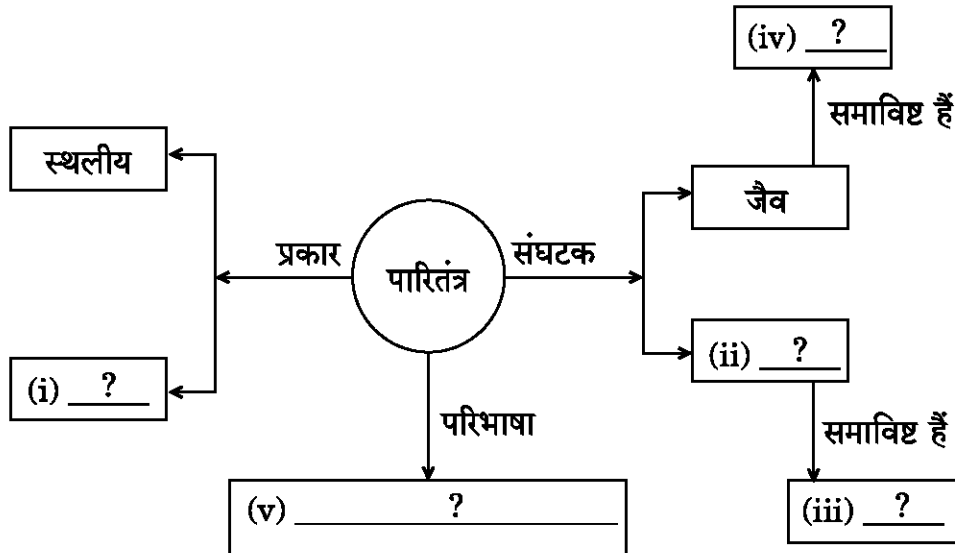 (iv) ?
समाविष्ट हैं
स्थलीय
जैव
प्रकार
पारितंत्र
संघटक
(i) ?
(ii) ?
परिभाषा
समाविष्ट हैं
(v) ?
(iii) ?